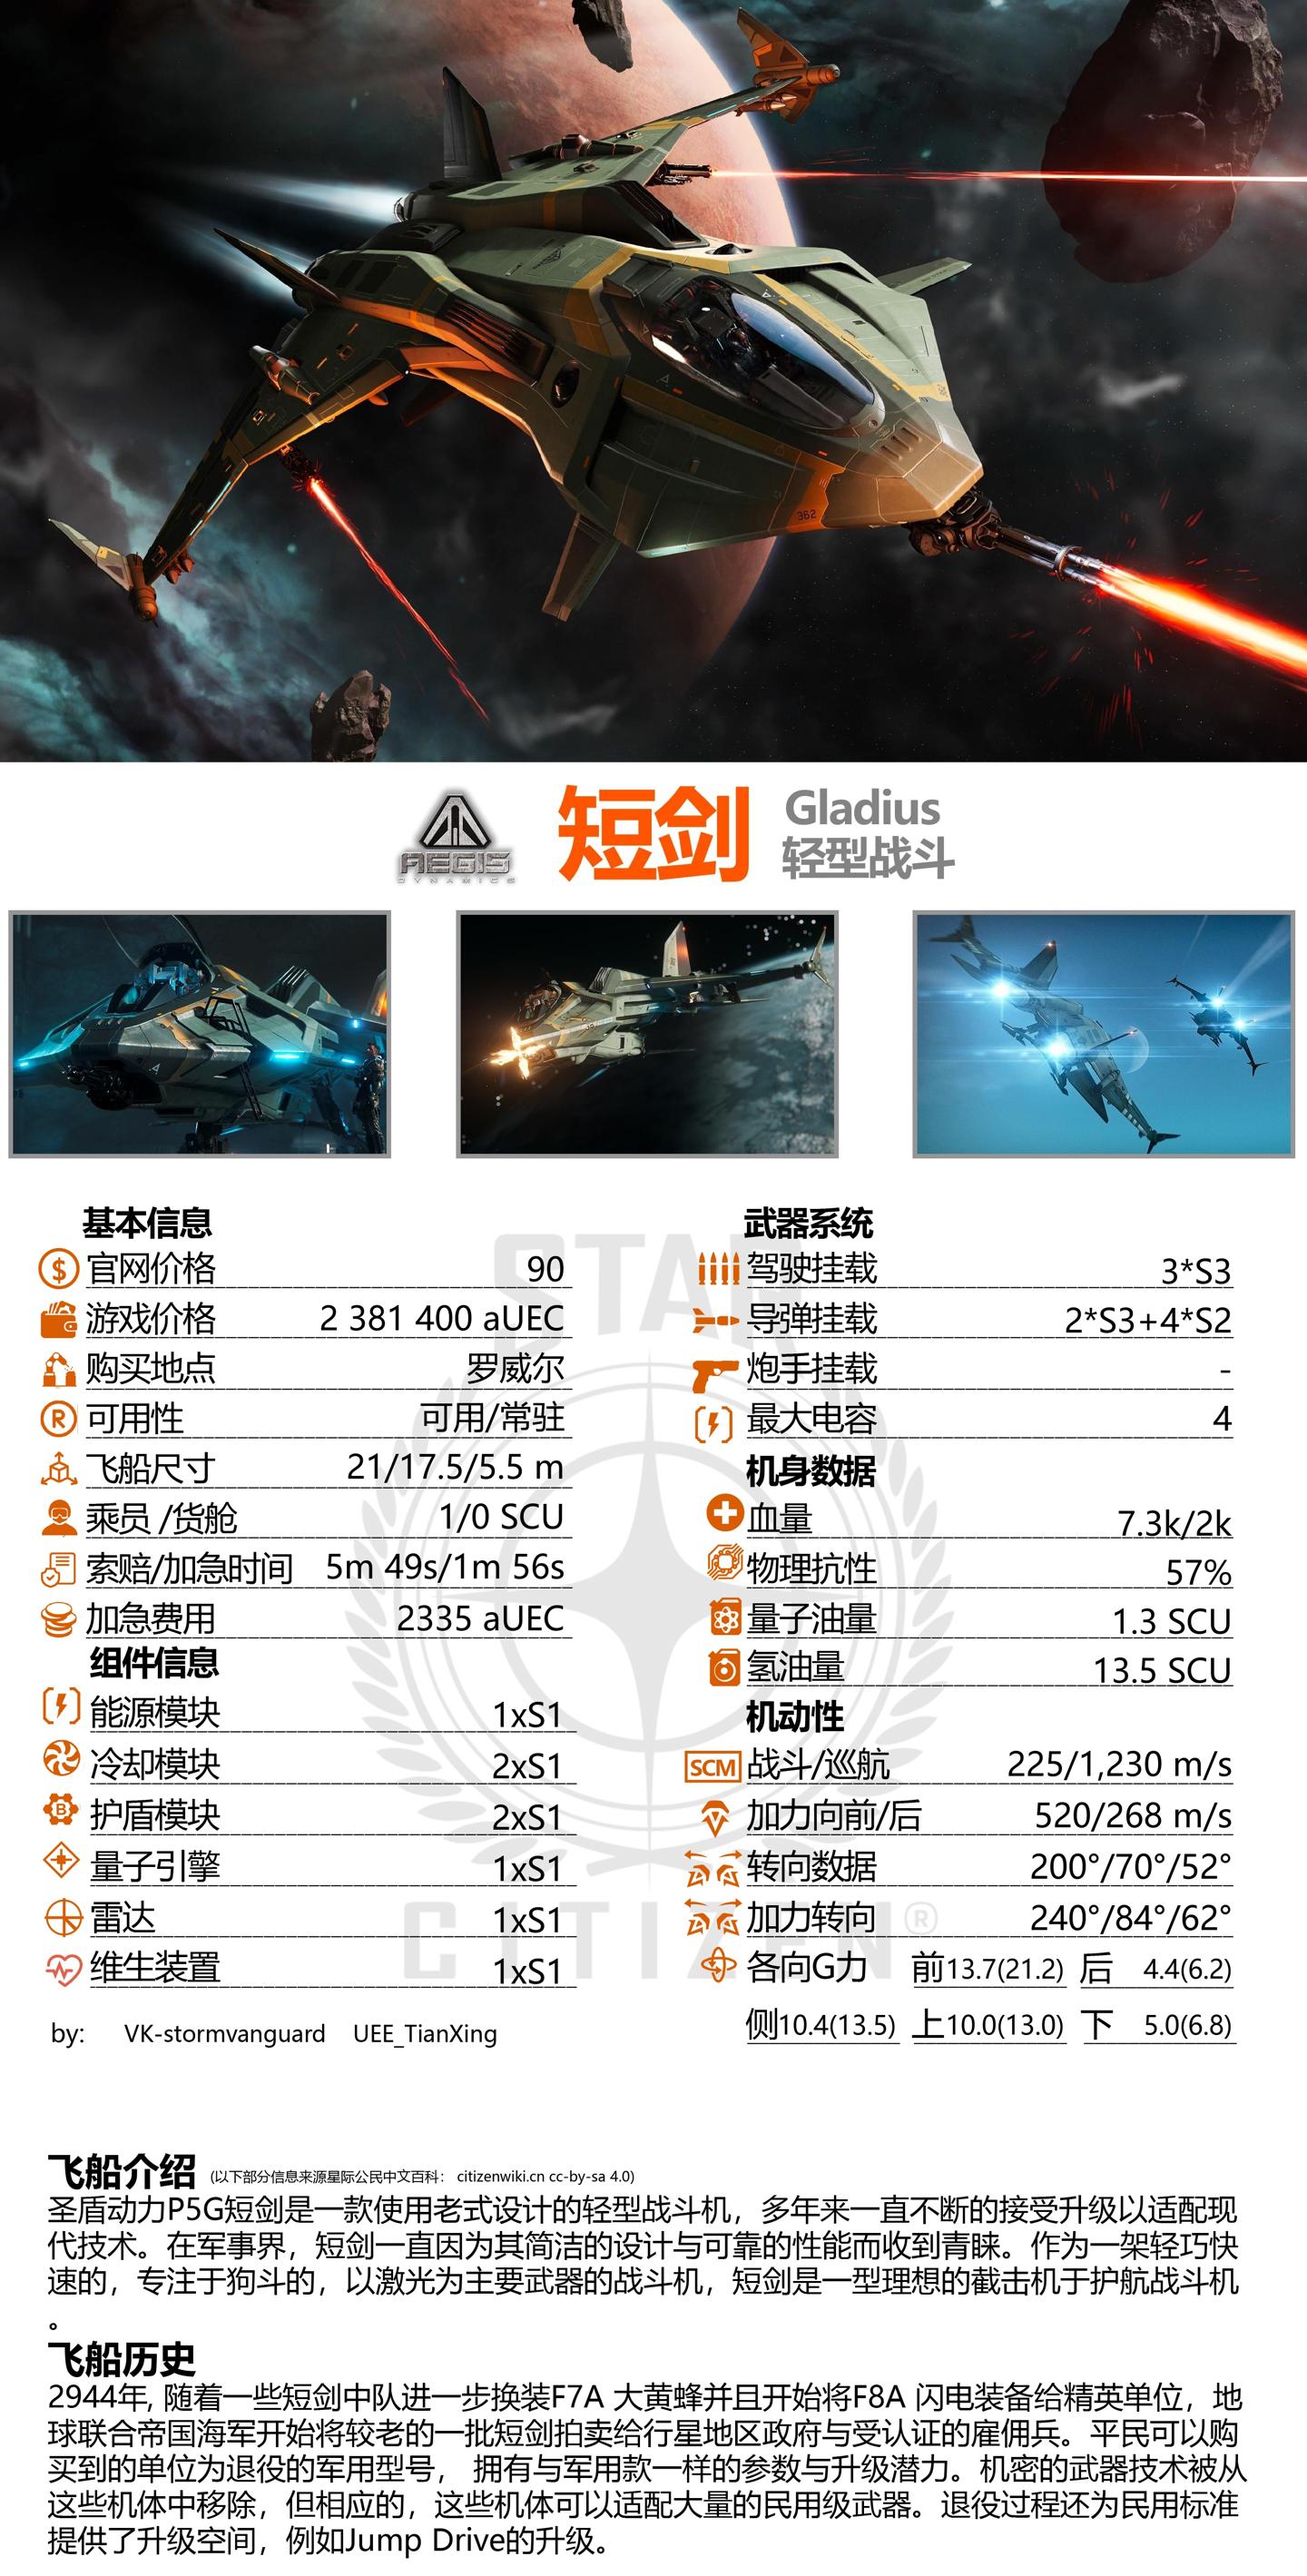 362
AEGIS
DYNAMICS
短剑
Gladius
轻型战斗
STAR
CITIZEN®
基本信息
官网价格 90
游戏价格 2 381 400 aUEC
购买地点 罗威尔
可用性 可用/常驻
飞船尺寸 21/17.5/5.5 m
乘员 /货舱 1/0 SCU
索赔/加急时间 5m 49s/1m 56s
加急费用 2335 aUEC
组件信息
能源模块 1xS1
冷却模块 2xS1
护盾模块 2xS1
量子引擎 1xS1
雷达 1xS1
维生装置 1xS1
by: VK-stormvanguard UEE_TianXing
武器系统
驾驶挂载 3*S3
导弹挂载 2*S3+4*S2
炮手挂载 -
最大电容 4
机身数据
血量 7.3k/2k
物理抗性 57%
量子油量 1.3 SCU
氢油量 13.5 SCU
机动性
SCM 战斗/巡航 225/1,230 m/s
加力向前/后 520/268 m/s
转向数据 200°/70°/52°
加力转向 240°/84°/62°
各向G力 前13.7(21.2) 后 4.4(6.2)
侧10.4(13.5) 上10.0(13.0) 下 5.0(6.8)
飞船介绍 (以下部分信息来源星际公民中文百科： citizenwiki.cn cc-by-sa 4.0)
圣盾动力P5G短剑是一款使用老式设计的轻型战斗机，多年来一直不断的接受升级以适配现
代技术。在军事界，短剑一直因为其简洁的设计与可靠的性能而收到青睐。作为一架轻巧快
速的，专注于狗斗的，以激光为主要武器的战斗机，短剑是一型理想的截击机于护航战斗机
。
飞船历史
2944年, 随着一些短剑中队进一步换装F7A 大黄蜂并且开始将F8A 闪电装备给精英单位，地
球联合帝国海军开始将较老的一批短剑拍卖给行星地区政府与受认证的雇佣兵。平民可以购
买到的单位为退役的军用型号， 拥有与军用款一样的参数与升级潜力。机密的武器技术被从
这些机体中移除，但相应的，这些机体可以适配大量的民用级武器。退役过程还为民用标准
提供了升级空间，例如Jump Drive的升级。